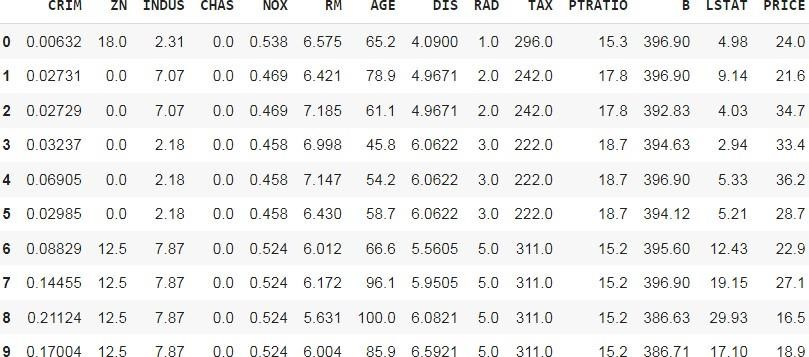 CRIM ZN INDUS CHAS NOX RM AGE DIS RAD TAX PTRATIO B LSTAT PRICE
0 0.00632 18.0 2.31 0.0 0.538 6.575 65.2 4.0900 1.0 296.0 15.3 396.90 4.98 24.0
1 0.02731 0.0 7.07 0.0 0.469 6.421 78.9 4.9671 2.0 242.0 17.8 396.90 9.14 21.6
2 0.02729 0.0 7.07 0.0 0.469 7.185 61.1 4.9671 2.0 242.0 17.8 392.83 4.03 34.7
3 0.03237 0.0 2.18 0.0 0.458 6.998 45.8 6.0622 3.0 222.0 18.7 394.63 2.94 33.4
4 0.06905 0.0 2.18 0.0 0.458 7.147 54.2 6.0622 3.0 222.0 18.7 396.90 5.33 36.2
5 0.02985 0.0 2.18 0.0 0.458 6.430 58.7 6.0622 3.0 222.0 18.7 394.12 5.21 28.7
6 0.08829 12.5 7.87 0.0 0.524 6.012 66.6 5.5605 5.0 311.0 15.2 395.60 12.43 22.9
7 0.14455 12.5 7.87 0.0 0.524 6.172 96.1 5.9505 5.0 311.0 15.2 396.90 19.15 27.1
8 0.21124 12.5 7.87 0.0 0.524 5.631 100.0 6.0821 5.0 311.0 15.2 386.63 29.93 16.5
9 0.17004 12.5 7.87 0.0 0.524 6.004 85.9 6.5921 5.0 311.0 15.2 386.71 17.10 18.9